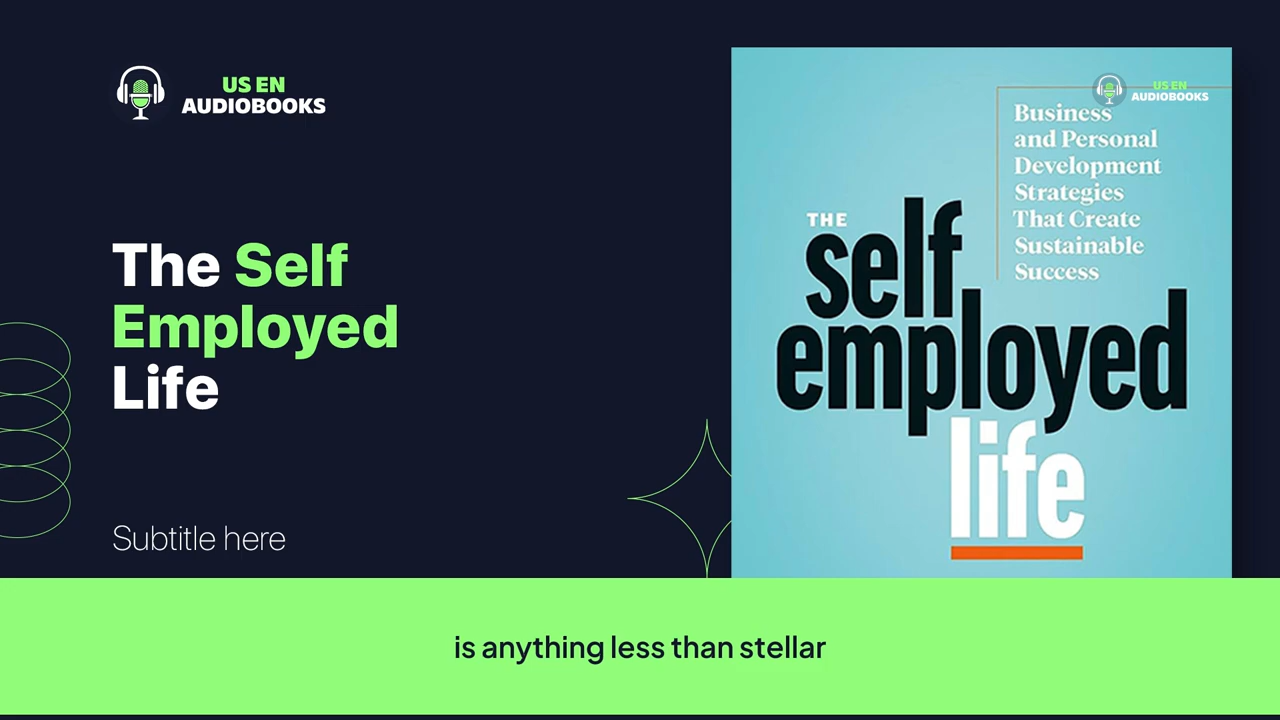 US EN
AUDIOBOOKS
The Self
Employed
Life
Subtitle here
US EN
AUDIOBOOKS
Business
and Personal
Development
Strategies
That Create
Sustainable
Success
THE
self
employed
life
is anything less than stellar